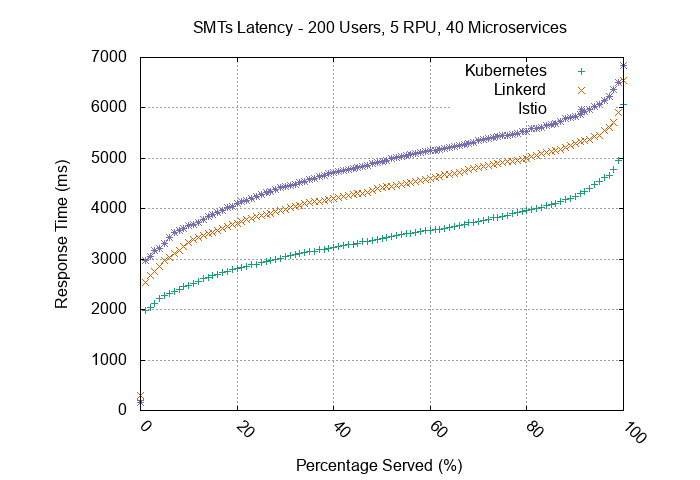 SMTs Latency - 200 Users, 5 RPU, 40 Microservices
7000
6000
5000
4000
3000
2000
1000
0
Response Time (ms)
Kubernetes
Linkerd
Istio
0
20
40
60
80
100
Percentage Served (%)